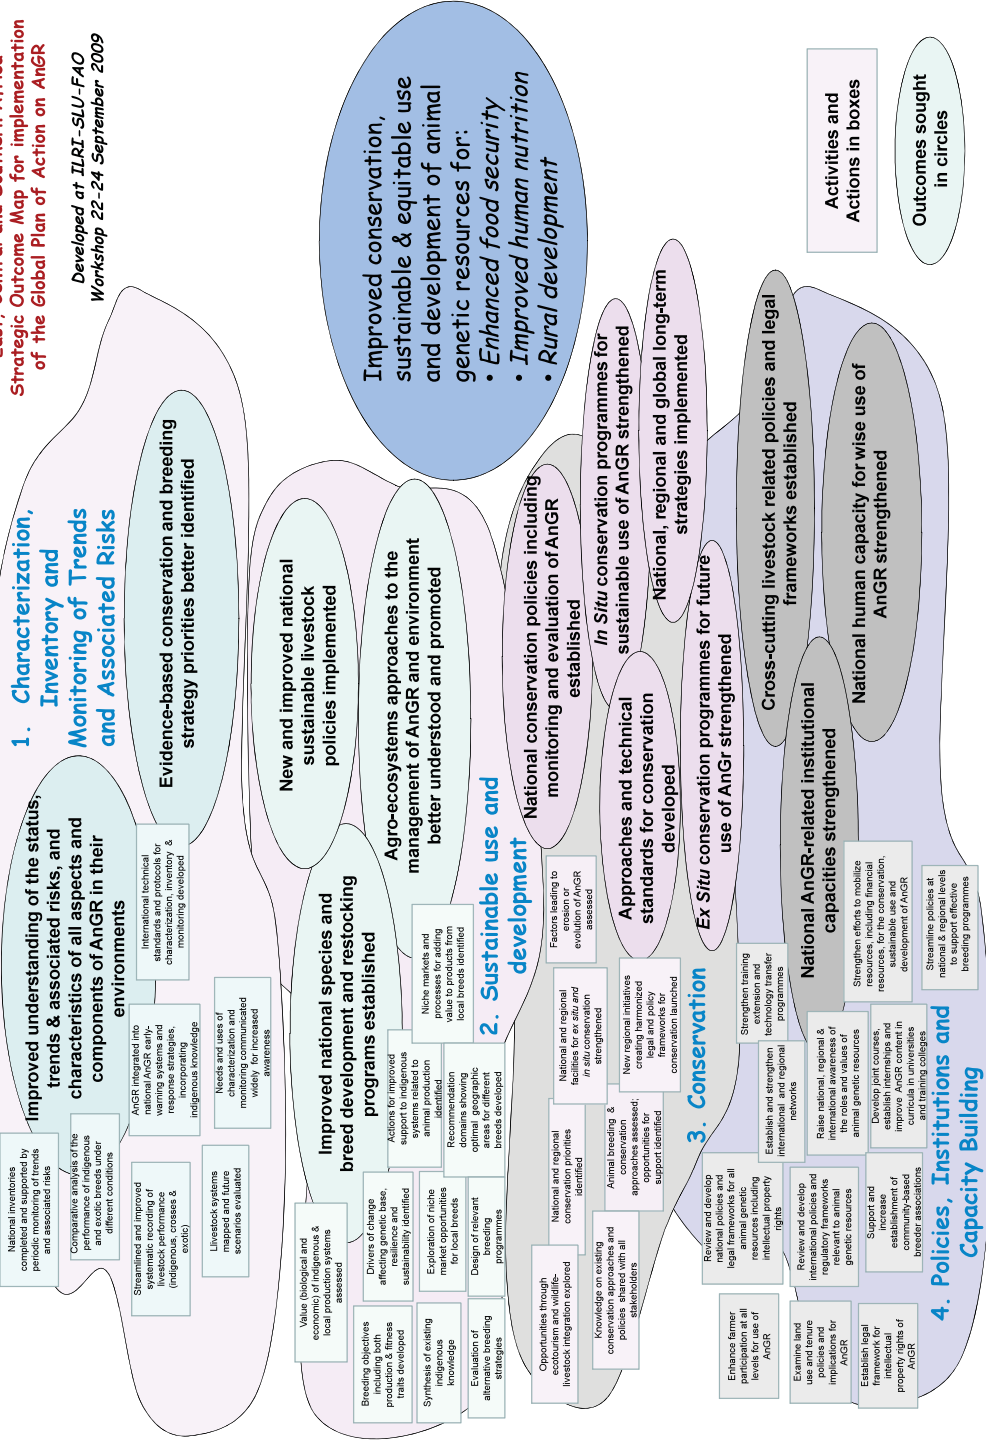 Strategic Outcome Map for implementation
of the Global Plan of Action on AnGR
Developed at ILRI-SLU-FAO
Workshop 22-24 September 2009
1. Characterization,
Inventory and
Monitoring of Trends
and Associated Risks
Improved understanding of the status,
trends & associated risks, and
characteristics of all aspects and
components of AnGR in their
environments
Evidence-based conservation and breeding
strategy priorities better identified
National inventories
completed and supported by
periodic monitoring of trends
and associated risks
Comparative analysis of the
performance of indigenous
and exotic breeds under
different conditions
Streamlined and improved
systematic recording of
livestock performance
(indigenous, crosses &
exotic)
Llivestock systems
mapped and future
scenarios evaluated
AnGR integrated into
national AnGR early-
warning systems and
response strategies,
incorporating
indigenous knowledge
International technical
standards and protocols for
characterization, inventory &
monitoring developed
Needs and uses of
characterization and
monitoring communicated
widely for increased
awareness
New and improved national
sustainable livestock
policies implemented
Agro-ecosystems approaches to the
management of AnGR and environment
better understood and promoted
Improved national species and
breed development and restocking
programs established
2. Sustainable use and
development
Value (biological and
economic) of indigenous &
local production systems
assessed
Breeding objectives
including both
production & fitness
traits developed
Synthesis of existing
indigenous
knowledge
Evaluation of
alternative breeding
strategies
Drivers of change
affecting genetic base,
resilience and
sustainability identified
Exploration of niche
market opportunities
for local breeds
Design of relevant
breeding
programmes
Actions for improved
support to indigenous
systems related to
animal production
identified
Recommendation
domains showing
optimal geographic
areas for different
breeds developed
Niche markets and
processes for adding
value to products from
local breeds identified
Improved conservation,
sustainable & equitable use
and development of animal
genetic resources for:
• Enhanced food security
• Improved human nutrition
• Rural development
National conservation policies including
monitoring and evaluation of AnGR
established
In Situ conservation programmes for
sustainable use of AnGR strengthened
National, regional and global long-term
strategies implemented
Approaches and technical
standards for conservation
developed
Ex Situ conservation programmes for future
use of AnGr strengthened
3. Conservation
Factors leading to
erosion or
evolution of AnGR
assessed
National and regional
facilities for ex situ and
in situ conservation
strengthened
New regional initiatives
creating harmonized
legal and policy
frameworks for
conservation launched
National and regional
conservation priorities
identified
Animal breeding &
conservation
approaches assessed;
opportunities for
support identified
Opportunities through
ecotourism and wildlife-
livestock integration explored
Knowledge on existing
conservation approaches and
policies shared with all
stakeholders
Cross-cutting livestock related policies and legal
frameworks established
National human capacity for wise use of
AnGR strengthened
National AnGR-related institutional
capacities strengthened
4. Policies, Institutions and
Capacity Building
Strengthen training
extension and
technology transfer
programmes
Establish and strengthen
international and regional
networks
Review and develop
national policies and
legal frameworks for all
animal genetic
resources including
intellectual property
rights
Enhance farmer
participation at all
levels for use of
AnGR
Strengthen efforts to mobilize
resources, including financial
resources, for the conservation,
sustainable use and
development of AnGR
Raise national, regional &
international awareness of
the roles and values of
animal genetic resources
Develop joint courses,
establish internships and
improve AnGR content in
curricula in universities
and training colleges
Review and develop
international policies and
regulatory frameworks
relevant to animal
genetic resources
Support and
increase
establishment of
community-based
breeder associations
Examine land
use and tenure
policies and
implications for
AnGR
Establish legal
framework for
intellectual
property rights of
AnGR
Streamline policies at
national & regional levels
to support effective
breeding programmes
Activities and
Actions in boxes
Outcomes sought
in circles